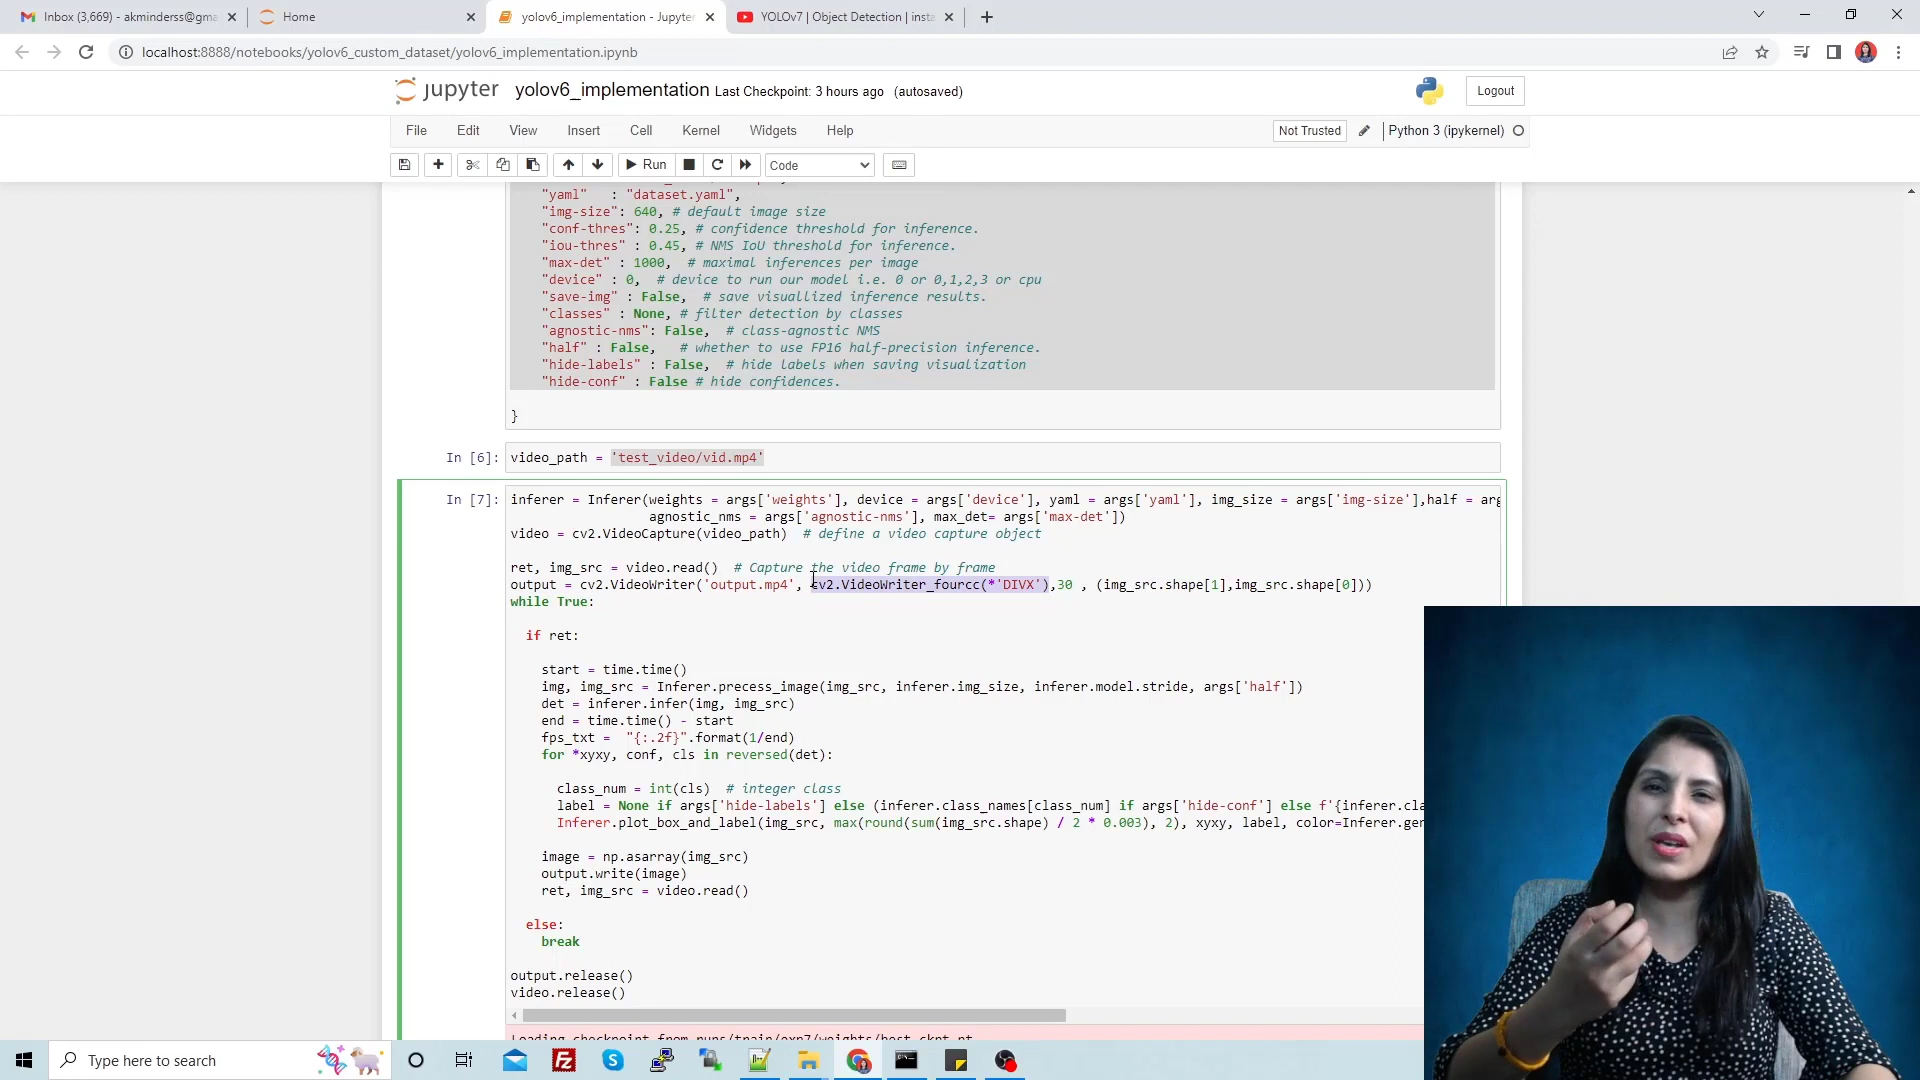 Inbox (3,669) - akminderss@gma
Home
yolov6_implementation - Jupyter
YOLOv7 | Object Detection | insta
localhost:8888/notebooks/yolov6_custom_dataset/yolov6_implementation.ipynb
jupyter yolov6_implementation Last Checkpoint: 3 hours ago (autosaved)
Logout
File Edit View Insert Cell Kernel Widgets Help
Not Trusted
Python 3 (ipykernel)
Run
Code
"yaml" : "dataset.yaml",
"img-size": 640, # default image size
"conf-thres": 0.25, # confidence threshold for inference.
"iou-thres" : 0.45, # NMS IoU threshold for inference.
"max-det" : 1000, # maximal inferences per image
"device" : 0, # device to run our model i.e. 0 or 0,1,2,3 or cpu
"save-img" : False, # save visuallized inference results.
"classes" : None, # filter detection by classes
"agnostic-nms": False, # class-agnostic NMS
"half" : False, # whether to use FP16 half-precision inference.
"hide-labels" : False, # hide labels when saving visualization
"hide-conf" : False # hide confidences.
}
In [6]: video_path = 'test_video/vid.mp4'
In [7]: inferer = Inferer(weights = args['weights'], device = args['device'], yaml = args['yaml'], img_size = args['img-size'],half = arg
agnostic_nms = args['agnostic-nms'], max_det= args['max-det'])
video = cv2.VideoCapture(video_path) # define a video capture object
ret, img_src = video.read() # Capture the video frame by frame
output = cv2.VideoWriter('output.mp4', cv2.VideoWriter_fourcc(*'DIVX'),30 , (img_src.shape[1],img_src.shape[0]))
while True:
if ret:
start = time.time()
img, img_src = Inferer.precess_image(img_src, inferer.img_size, inferer.model.stride, args['half'])
det = inferer.infer(img, img_src)
end = time.time() - start
fps_txt = "{:.2f}".format(1/end)
for *xyxy, conf, cls in reversed(det):
class_num = int(cls) # integer class
label = None if args['hide-labels'] else (inferer.class_names[class_num] if args['hide-conf'] else f'{inferer.cla
Inferer.plot_box_and_label(img_src, max(round(sum(img_src.shape) / 2 * 0.003), 2), xyxy, label, color=Inferer.gen
image = np.asarray(img_src)
output.write(image)
ret, img_src = video.read()
else:
break
output.release()
video.release()
Loading checkpoint from runs/train/exp7/weights/best_ckpt.pt
Type here to search